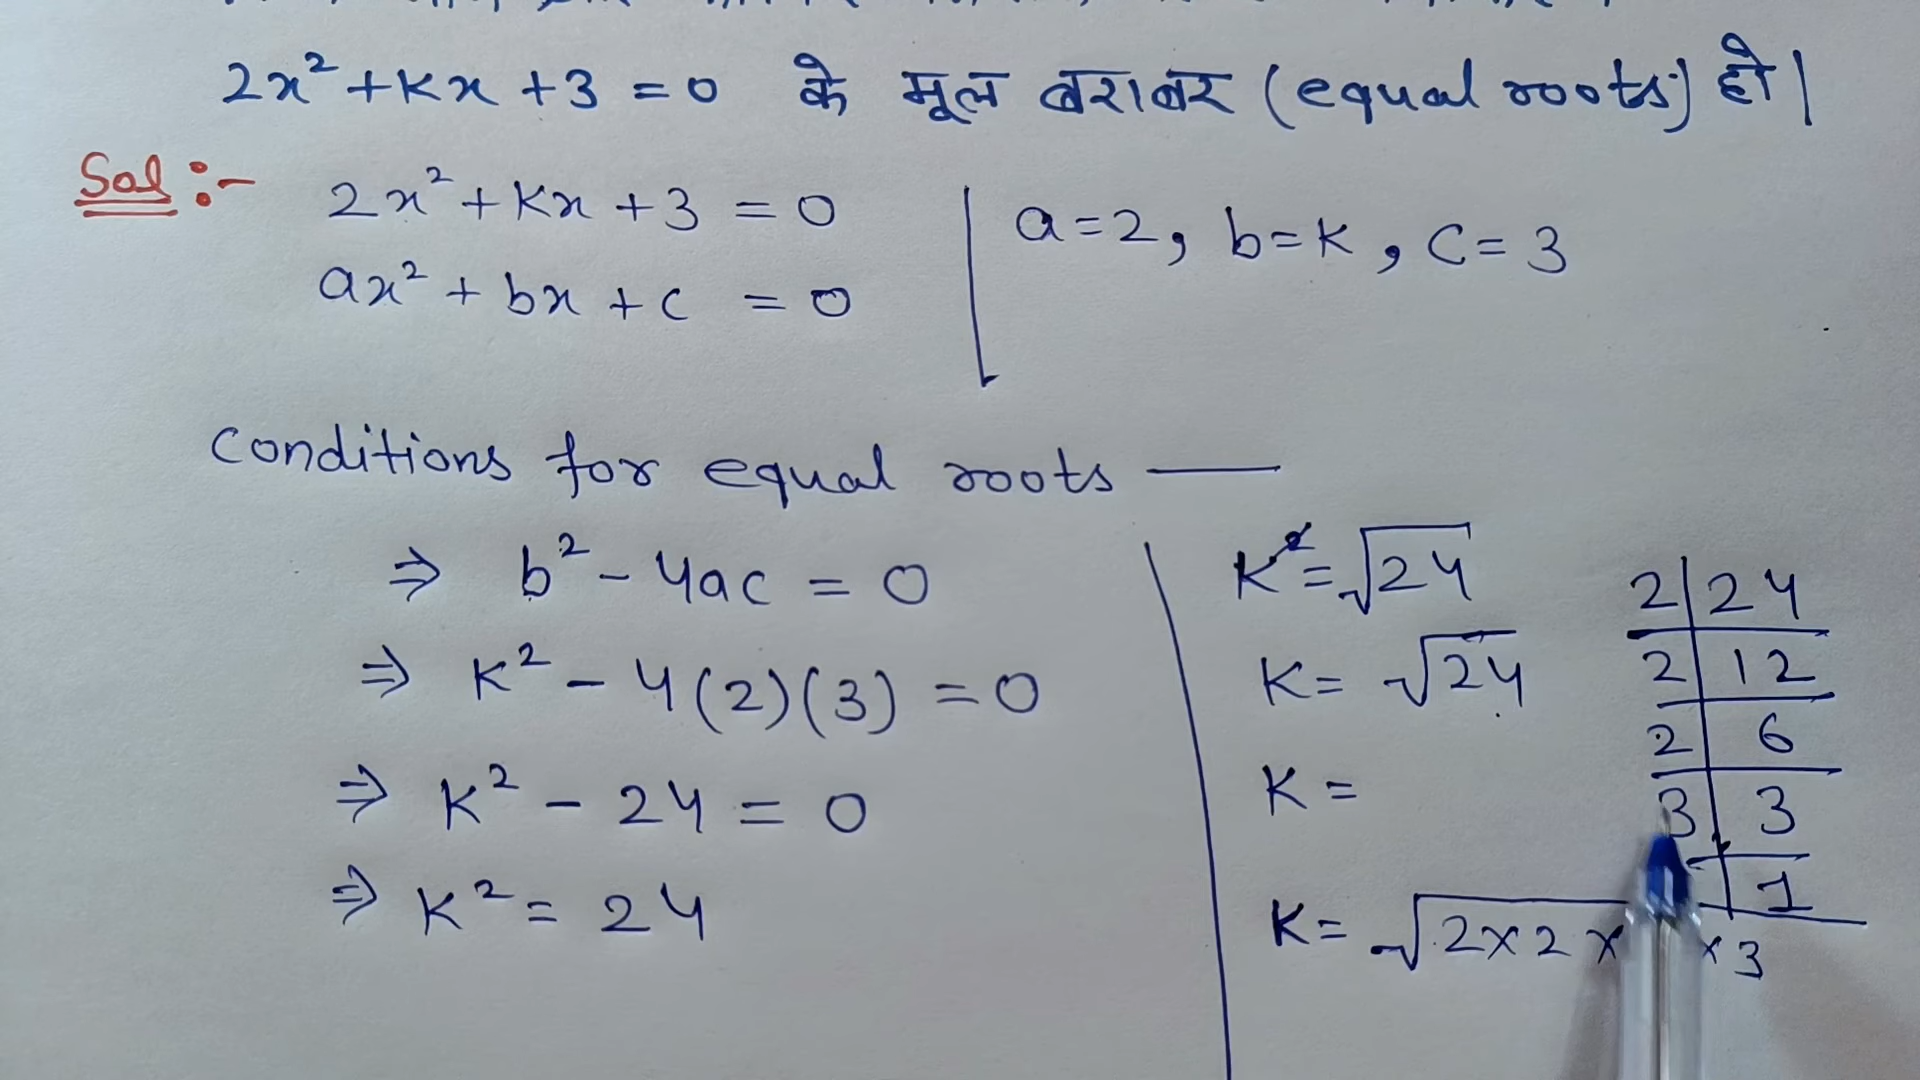 2x² + Kx + 3 = 0 के मूल बराबर (equal roots) हो|
Sol :-
2x² + Kx + 3 = 0
ax² + bx + c = 0
a = 2, b = K, C = 3
Conditions for equal roots —
⇒ b² - 4ac = 0
⇒ K² - 4(2)(3) = 0
⇒ K² - 24 = 0
⇒ K² = 24
K² = √24
K = √24
K =
K = √2×2× ×3
2 | 24
2 | 12
2 | 6
3 | 3
| 1